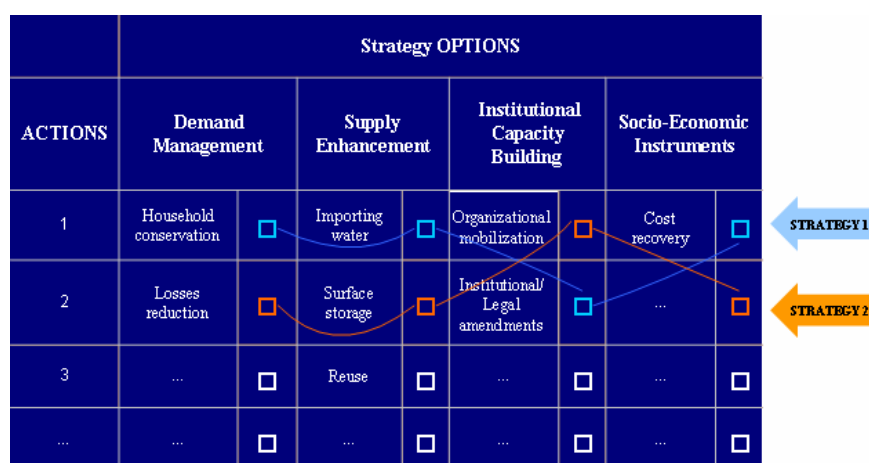 Strategy OPTIONS
ACTIONS
Demand
Management
Supply
Enhancement
Institutional
Capacity
Building
Socio-Economic
Instruments
1
Household
conservation
Importing
water
Organizational
mobilization
Cost
recovery
STRATEGY 1
2
Losses
reduction
Surface
storage
Institutional/
Legal
amendments
...
STRATEGY 2
3
...
Reuse
...
...
...
...
...
...
...